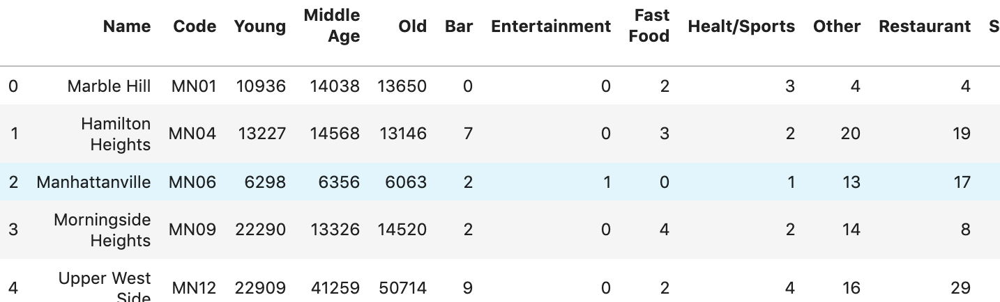 Name Code Young Middle Age Old Bar Entertainment Fast Food Healt/Sports Other Restaurant S
0 Marble Hill MN01 10936 14038 13650 0 0 2 3 4 4
1 Hamilton Heights MN04 13227 14568 13146 7 0 3 2 20 19
2 Manhattanville MN06 6298 6356 6063 2 1 0 1 13 17
3 Morningside Heights MN09 22290 13326 14520 2 0 4 2 14 8
4 Upper West Side MN12 22909 41259 50714 9 0 2 4 16 29